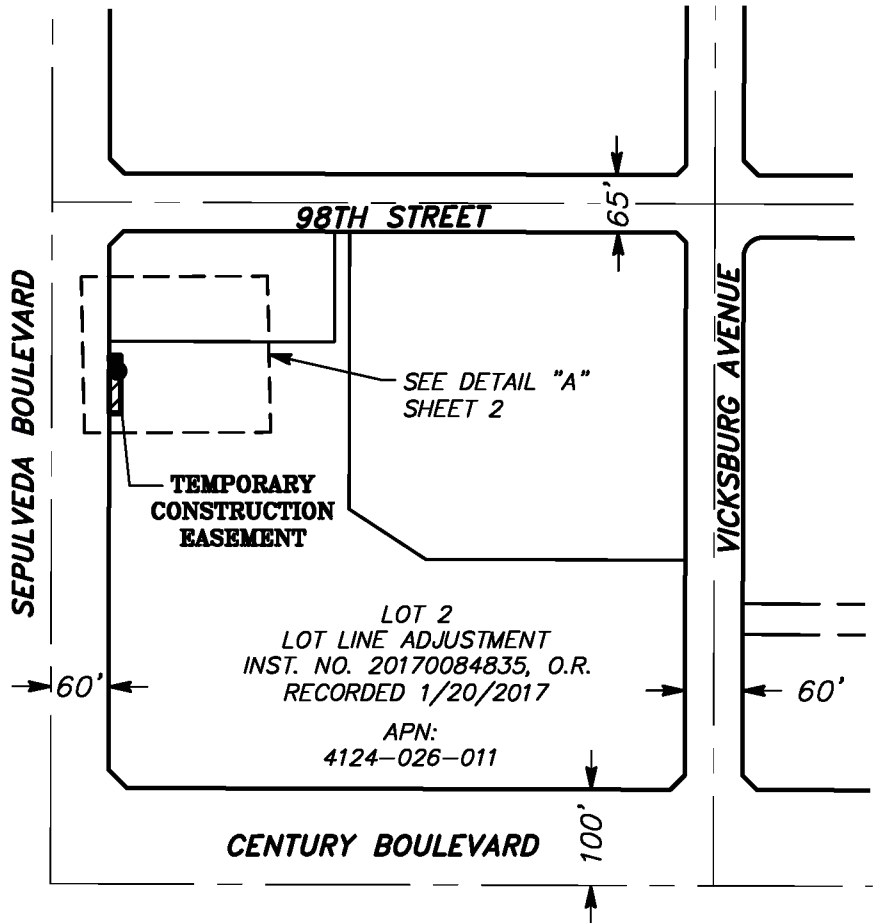 98TH STREET
65'
SEPULVEDA BOULEVARD
VICKSBURG AVENUE
SEE DETAIL "A"
SHEET 2
TEMPORARY
CONSTRUCTION
EASEMENT
LOT 2
LOT LINE ADJUSTMENT
INST. NO. 20170084835, O.R.
RECORDED 1/20/2017
60'
60'
APN:
4124-026-011
CENTURY BOULEVARD
100'